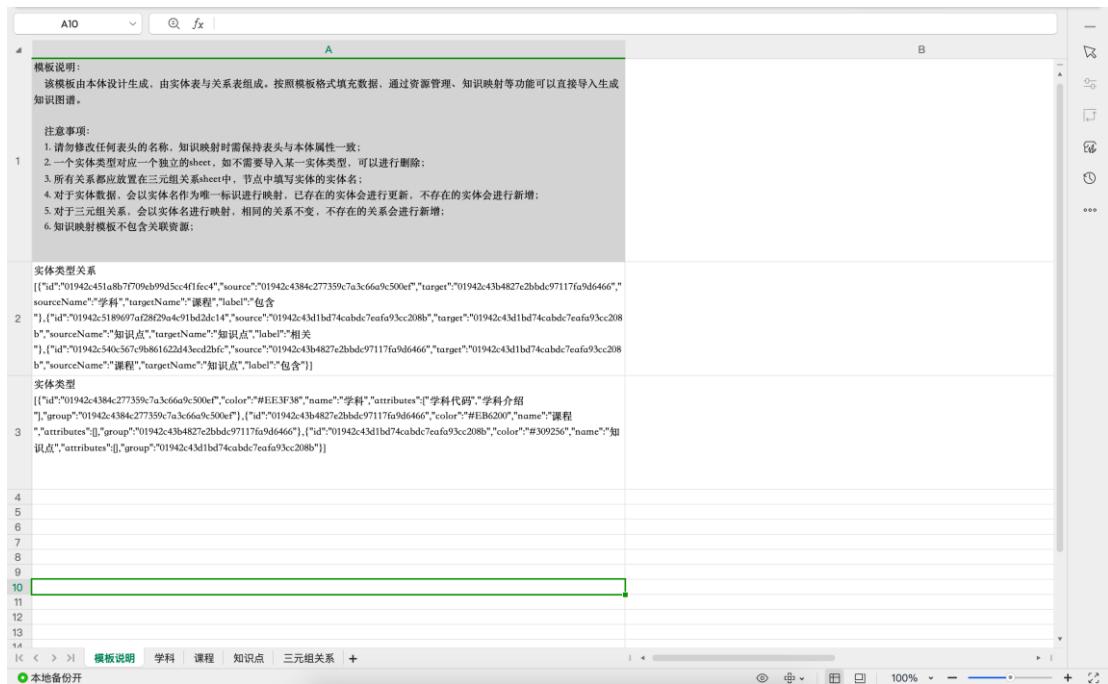 A10
fx
A
B
1
模板说明:
该模板由本体设计生成,由实体表与关系表组成。按照模板格式填充数据,通过资源管理、知识映射等功能可以直接导入生成
知识图谱。
注意事项:
1. 请勿修改任何表头的名称,知识映射时需保持表头与本体属性一致;
2. 一个实体类型对应一个独立的sheet,如不需要导入某一实体类型,可以进行删除;
3. 所有关系都应放置在三元组关系sheet中,节点中填写实体的实体名;
4. 对于实体数据,会以实体名作为唯一标识进行映射,已存在的实体会进行更新,不存在的实体会进行新增;
5. 对于三元组关系,会以实体名进行映射,相同的关系不变,不存在的关系会进行新增;
6. 知识映射模板不包含关联资源;
2
实体类型关系
[{"id":"01942c451a8b7f709eb99d5cc4f1fec4","source":"01942c4384c277359c7a3c66a9c500ef","target":"01942c43b4827e2bbdc97117fa9d6466","
sourceName":"学科","targetName":"课程","label":"包含
"},{"id":"01942c5189697af28f29a4c91bd2dc14","source":"01942c43d1bd74cabdc7eafa93cc208b","target":"01942c43d1bd74cabdc7eafa93cc208
b","sourceName":"知识点","targetName":"知识点","label":"相关
"},{"id":"01942c540c567c9b861622d43ecd2bfc","source":"01942c43b4827e2bbdc97117fa9d6466","target":"01942c43d1bd74cabdc7eafa93cc208
b","sourceName":"课程","targetName":"知识点","label":"包含"}]
3
实体类型
[{"id":"01942c4384c277359c7a3c66a9c500ef","color":"#EE3F38","name":"学科","attributes":["学科代码","学科介绍
"],"group":"01942c4384c277359c7a3c66a9c500ef"},{"id":"01942c43b4827e2bbdc97117fa9d6466","color":"#EB6200","name":"课程
","attributes":[],"group":"01942c43b4827e2bbdc97117fa9d6466"},{"id":"01942c43d1bd74cabdc7eafa93cc208b","color":"#309256","name":"知
识点","attributes":[],"group":"01942c43d1bd74cabdc7eafa93cc208b"}]
4
5
6
7
8
9
10
11
12
13
14
模板说明 学科 课程 知识点 三元组关系 +
本地备份开
100%